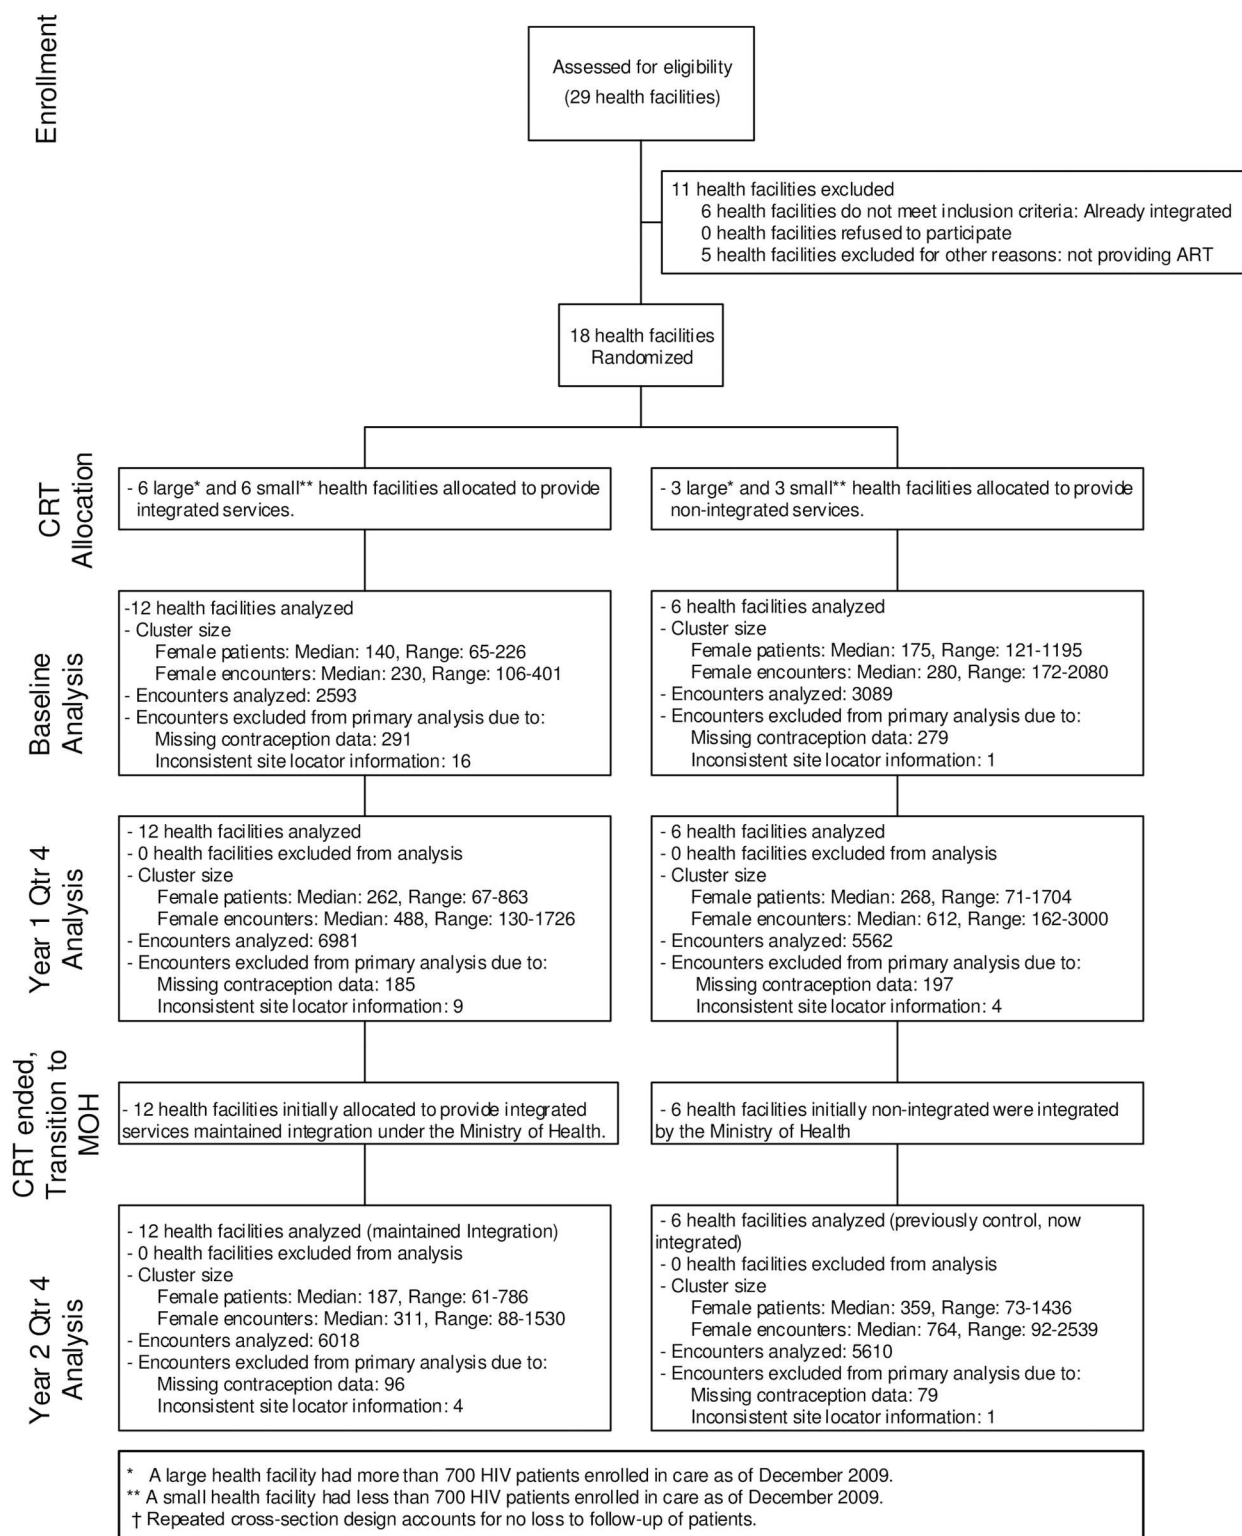 Enrollment
Assessed for eligibility
(29 health facilities)
11 health facilities excluded
6 health facilities do not meet inclusion criteria: Already integrated
0 health facilities refused to participate
5 health facilities excluded for other reasons: not providing ART
18 health facilities
Randomized
CRT
Allocation
- 6 large* and 6 small** health facilities allocated to provide
integrated services.
- 3 large* and 3 small** health facilities allocated to provide
non-integrated services.
Baseline
Analysis
-12 health facilities analyzed
- Cluster size
Female patients: Median: 140, Range: 65-226
Female encounters: Median: 230, Range: 106-401
- Encounters analyzed: 2593
- Encounters excluded from primary analysis due to:
Missing contraception data: 291
Inconsistent site locator information: 16
- 6 health facilities analyzed
- Cluster size
Female patients: Median: 175, Range: 121-1195
Female encounters: Median: 280, Range: 172-2080
- Encounters analyzed: 3089
- Encounters excluded from primary analysis due to:
Missing contraception data: 279
Inconsistent site locator information: 1
Year 1 Qtr 4
Analysis
- 12 health facilities analyzed
- 0 health facilities excluded from analysis
- Cluster size
Female patients: Median: 262, Range: 67-863
Female encounters: Median: 488, Range: 130-1726
- Encounters analyzed: 6981
- Encounters excluded from primary analysis due to:
Missing contraception data: 185
Inconsistent site locator information: 9
- 6 health facilities analyzed
- 0 health facilities excluded from analysis
- Cluster size
Female patients: Median: 268, Range: 71-1704
Female encounters: Median: 612, Range: 162-3000
- Encounters analyzed: 5562
- Encounters excluded from primary analysis due to:
Missing contraception data: 197
Inconsistent site locator information: 4
CRT ended,
Transition to
MOH
- 12 health facilities initially allocated to provide integrated
services maintained integration under the Ministry of Health.
- 6 health facilities initially non-integrated were integrated
by the Ministry of Health
Year 2 Qtr 4
Analysis
- 12 health facilities analyzed (maintained Integration)
- 0 health facilities excluded from analysis
- Cluster size
Female patients: Median: 187, Range: 61-786
Female encounters: Median: 311, Range: 88-1530
- Encounters analyzed: 6018
- Encounters excluded from primary analysis due to:
Missing contraception data: 96
Inconsistent site locator information: 4
- 6 health facilities analyzed (previously control, now
integrated)
- 0 health facilities excluded from analysis
- Cluster size
Female patients: Median: 359, Range: 73-1436
Female encounters: Median: 764, Range: 92-2539
- Encounters analyzed: 5610
- Encounters excluded from primary analysis due to:
Missing contraception data: 79
Inconsistent site locator information: 1
* A large health facility had more than 700 HIV patients enrolled in care as of December 2009.
** A small health facility had less than 700 HIV patients enrolled in care as of December 2009.
† Repeated cross-section design accounts for no loss to follow-up of patients.